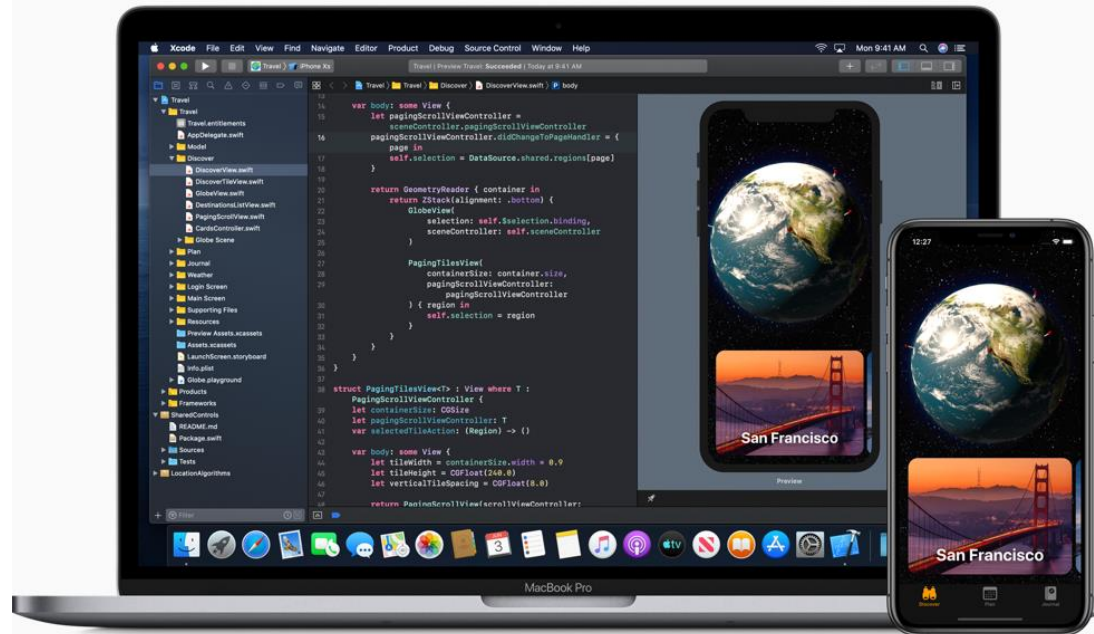 Xcode File Edit View Find Navigate Editor Product Debug Source Control Window Help Mon 9:41 AM
Travel iPhone Xs Travel | Preview Travel: Succeeded | Today at 9:41 AM
Travel Travel Discover DiscoverView.swift P body
Travel
Travel
Travel.entitlements
AppDelegate.swift
Model
Discover
DiscoverView.swift
DiscoverTileView.swift
GlobeView.swift
DestinationsListView.swift
PagingScrollView.swift
CardsController.swift
Globe Scene
Plan
Journal
Weather
Login Screen
Main Screen
Supporting Files
Resources
Preview Assets.xcassets
Assets.xcassets
LaunchScreen.storyboard
Info.plist
Globe.playground
Products
Frameworks
SharedControls
README.md
Package.swift
Sources
Tests
LocationAlgorithms
Filter
13
14 var body: some View {
15 let pagingScrollViewController =
sceneController.pagingScrollViewController
16 pagingScrollViewController.didChangeToPageHandler = {
page in
17 self.selection = DataSource.shared.regions[page]
18 }
19
20 return GeometryReader { container in
21 return ZStack(alignment: .bottom) {
22 GlobeView(
23 selection: self.$selection.binding,
24 sceneController: self.sceneController
25 )
26
27 PagingTilesView(
28 containerSize: container.size,
29 pagingScrollViewController:
pagingScrollViewController
30 ) { region in
31 self.selection = region
32 }
33 }
34 }
35 }
36 }
37
38 struct PagingTilesView<T> : View where T :
PagingScrollViewController {
39 let containerSize: CGSize
40 let pagingScrollViewController: T
41 var selectedTileAction: (Region) -> ()
42
43 var body: some View {
44 let tileWidth = containerSize.width * 0.9
45 let tileHeight = CGFloat(240.0)
46 let verticalTileSpacing = CGFloat(8.0)
47
48 return PagingScrollView(scrollViewController:
San Francisco
Preview
JUN
3
tv
MacBook Pro
12:27
San Francisco
Discover Plan Journal